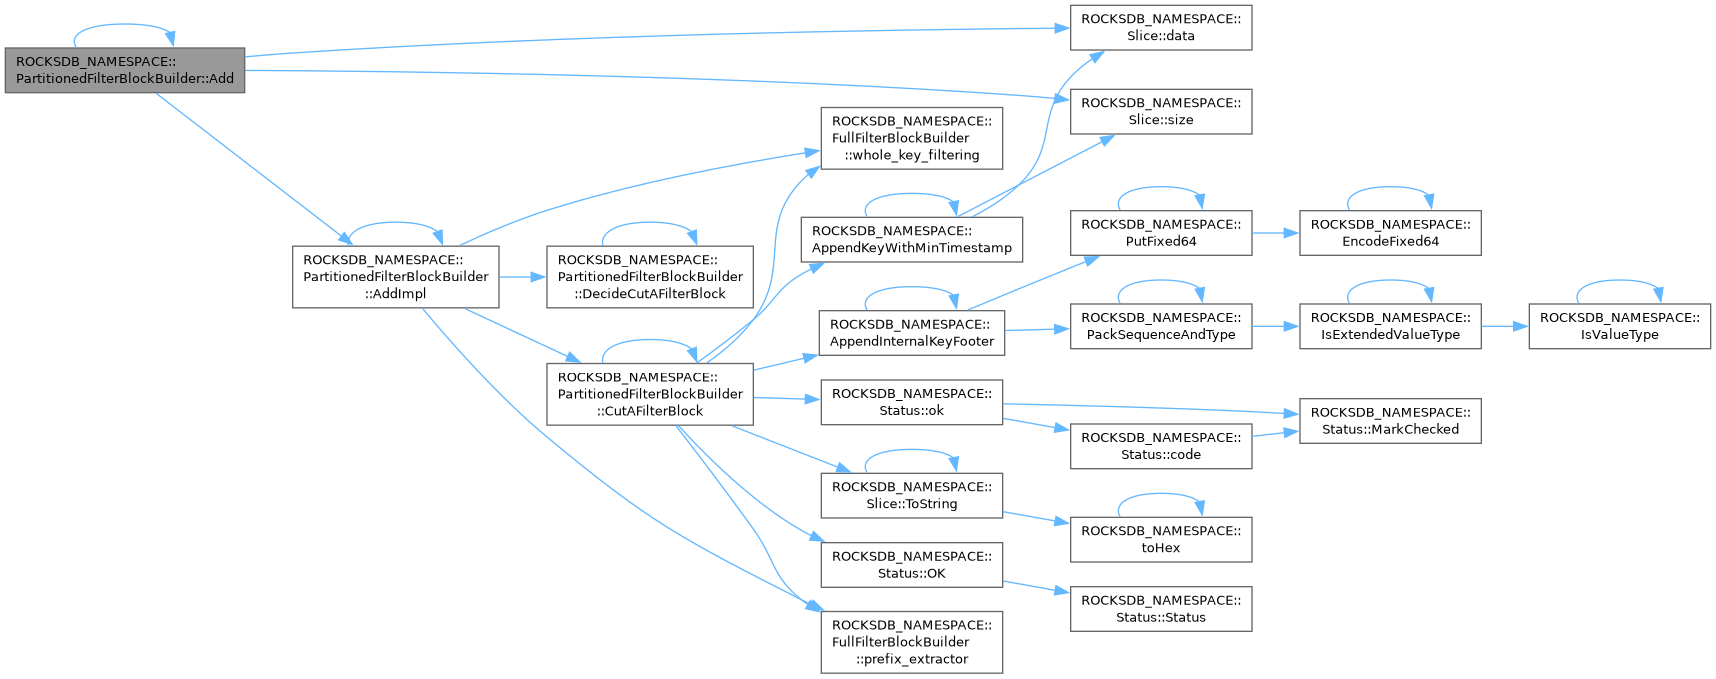 ROCKSDB_NAMESPACE::
PartitionedFilterBlockBuilder::Add
ROCKSDB_NAMESPACE::
PartitionedFilterBlockBuilder
::AddImpl
ROCKSDB_NAMESPACE::
PartitionedFilterBlockBuilder
::DecideCutAFilterBlock
ROCKSDB_NAMESPACE::
PartitionedFilterBlockBuilder
::CutAFilterBlock
ROCKSDB_NAMESPACE::
FullFilterBlockBuilder
::whole_key_filtering
ROCKSDB_NAMESPACE::
AppendKeyWithMinTimestamp
ROCKSDB_NAMESPACE::
AppendInternalKeyFooter
ROCKSDB_NAMESPACE::
Status::ok
ROCKSDB_NAMESPACE::
Slice::ToString
ROCKSDB_NAMESPACE::
Status::OK
ROCKSDB_NAMESPACE::
FullFilterBlockBuilder
::prefix_extractor
ROCKSDB_NAMESPACE::
Slice::data
ROCKSDB_NAMESPACE::
Slice::size
ROCKSDB_NAMESPACE::
PutFixed64
ROCKSDB_NAMESPACE::
PackSequenceAndType
ROCKSDB_NAMESPACE::
Status::code
ROCKSDB_NAMESPACE::
toHex
ROCKSDB_NAMESPACE::
Status::Status
ROCKSDB_NAMESPACE::
EncodeFixed64
ROCKSDB_NAMESPACE::
IsExtendedValueType
ROCKSDB_NAMESPACE::
Status::MarkChecked
ROCKSDB_NAMESPACE::
IsValueType